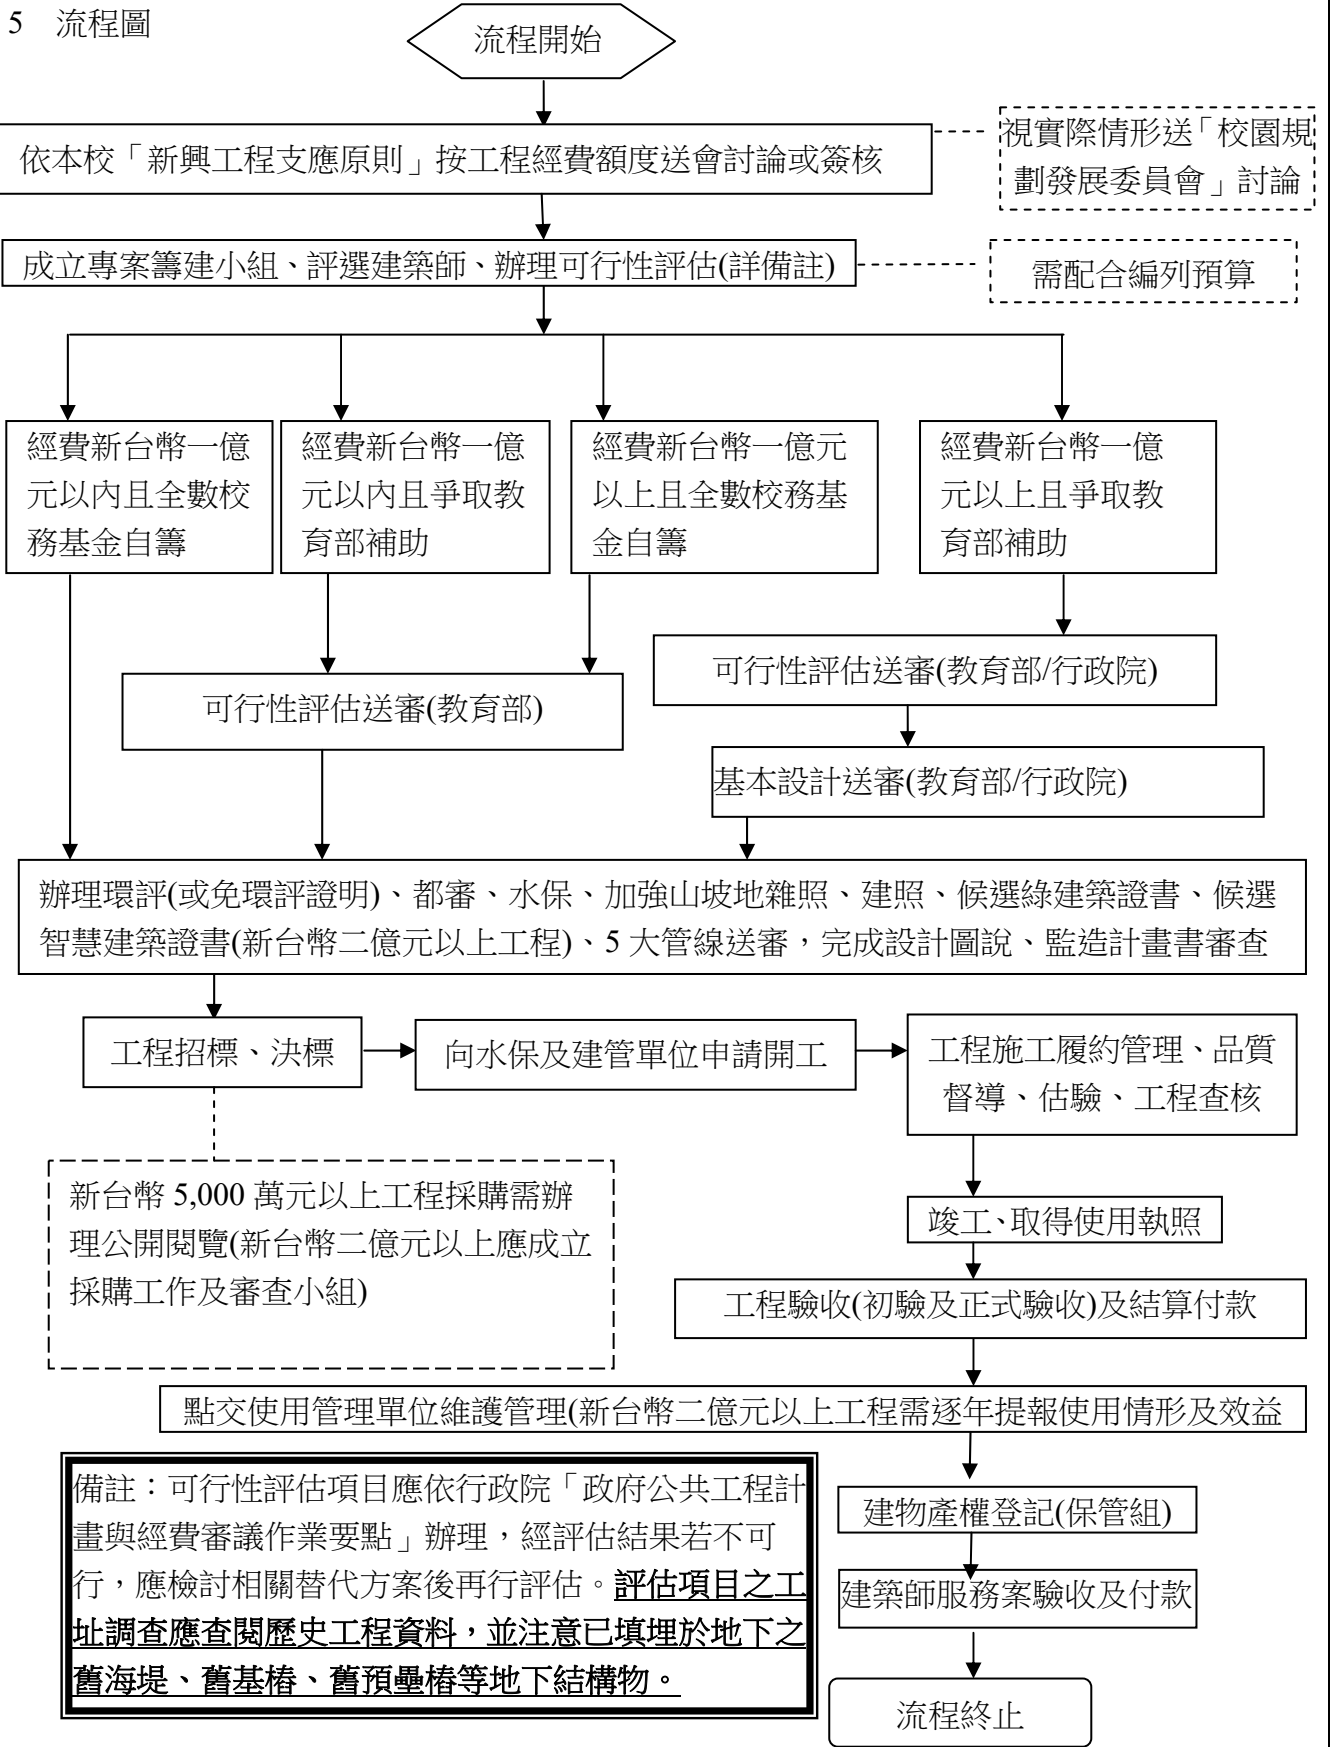 5 流程圖
流程開始
依本校「新興工程支應原則」按工程經費額度送會討論或簽核
視實際情形送「校園規
劃發展委員會」討論
成立專案籌建小組、評選建築師、辦理可行性評估(詳備註)
需配合編列預算
經費新台幣一億
元以內且全數校
務基金自籌
經費新台幣一億
元以內且爭取教
育部補助
經費新台幣一億元
以上且全數校務基
金自籌
經費新台幣一億
元以上且爭取教
育部補助
可行性評估送審(教育部)
可行性評估送審(教育部/行政院)
基本設計送審(教育部/行政院)
辦理環評(或免環評證明)、都審、水保、加強山坡地雜照、建照、候選綠建築證書、候選
智慧建築證書(新台幣二億元以上工程)、5 大管線送審，完成設計圖說、監造計畫書審查
工程招標、決標
向水保及建管單位申請開工
工程施工履約管理、品質
督導、估驗、工程查核
新台幣 5,000 萬元以上工程採購需辦
理公開閱覽(新台幣二億元以上應成立
採購工作及審查小組)
竣工、取得使用執照
工程驗收(初驗及正式驗收)及結算付款
點交使用管理單位維護管理(新台幣二億元以上工程需逐年提報使用情形及效益
備註：可行性評估項目應依行政院「政府公共工程計
畫與經費審議作業要點」辦理，經評估結果若不可
行，應檢討相關替代方案後再行評估。評估項目之工
址調查應查閱歷史工程資料，並注意已填埋於地下之
舊海堤、舊基樁、舊預壘樁等地下結構物。
建物產權登記(保管組)
建築師服務案驗收及付款
流程終止